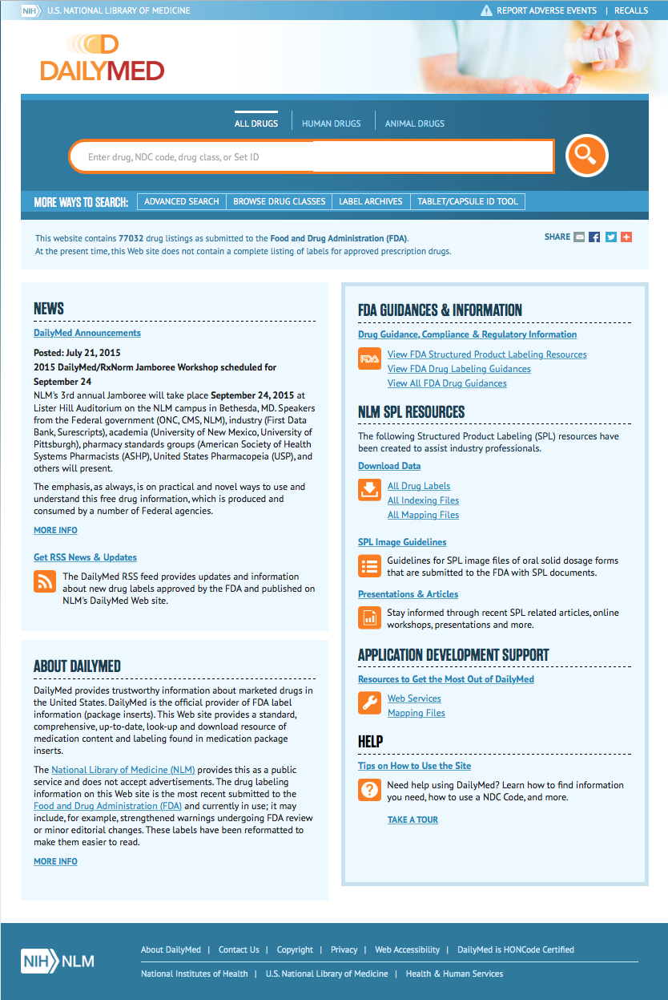 NIH U.S. NATIONAL LIBRARY OF MEDICINE
REPORT ADVERSE EVENTS | RECALLS
DAILYMED
ALL DRUGS
HUMAN DRUGS
ANIMAL DRUGS
Enter drug, NDC code, drug class, or Set ID
MORE WAYS TO SEARCH:
ADVANCED SEARCH
BROWSE DRUG CLASSES
LABEL ARCHIVES
TABLET/CAPSULE ID TOOL
This website contains 77032 drug listings as submitted to the Food and Drug Administration (FDA).
At the present time, this Web site does not contain a complete listing of labels for approved prescription drugs.
SHARE
NEWS
DailyMed Announcements
Posted: July 21, 2015
2015 DailyMed/RxNorm Jamboree Workshop scheduled for
September 24
NLM's 3rd annual Jamboree will take place September 24, 2015 at
Lister Hill Auditorium on the NLM campus in Bethesda, MD. Speakers
from the Federal government (ONC, CMS, NLM), industry (First Data
Bank, Surescripts), academia (University of New Mexico, University of
Pittsburgh), pharmacy standards groups (American Society of Health
Systems Pharmacists (ASHP), United States Pharmacopeia (USP), and
others will present.
The emphasis, as always, is on practical and novel ways to use and
understand this free drug information, which is produced and
consumed by a number of Federal agencies.
MORE INFO
Get RSS News & Updates
The DailyMed RSS feed provides updates and information
about new drug labels approved by the FDA and published on
NLM's DailyMed Web site.
ABOUT DAILYMED
DailyMed provides trustworthy information about marketed drugs in
the United States. DailyMed is the official provider of FDA label
information (package inserts). This Web site provides a standard,
comprehensive, up-to-date, look-up and download resource of
medication content and labeling found in medication package
inserts.
The National Library of Medicine (NLM) provides this as a public
service and does not accept advertisements. The drug labeling
information on this Web site is the most recent submitted to the
Food and Drug Administration (FDA) and currently in use; it may
include, for example, strengthened warnings undergoing FDA review
or minor editorial changes. These labels have been reformatted to
make them easier to read.
MORE INFO
FDA GUIDANCES & INFORMATION
Drug Guidance, Compliance & Regulatory Information
FDA
View FDA Structured Product Labeling Resources
View FDA Drug Labeling Guidances
View All FDA Drug Guidances
NLM SPL RESOURCES
The following Structured Product Labeling (SPL) resources have
been created to assist industry professionals.
Download Data
All Drug Labels
All Indexing Files
All Mapping Files
SPL Image Guidelines
Guidelines for SPL image files of oral solid dosage forms
that are submitted to the FDA with SPL documents.
Presentations & Articles
Stay informed through recent SPL related articles, online
workshops, presentations and more.
APPLICATION DEVELOPMENT SUPPORT
Resources to Get the Most Out of DailyMed
Web Services
Mapping Files
HELP
Tips on How to Use the Site
Need help using DailyMed? Learn how to find information
you need, how to use a NDC Code, and more.
TAKE A TOUR
NIH NLM
About DailyMed | Contact Us | Copyright | Privacy | Web Accessibility | DailyMed is HONCode Certified
National Institutes of Health | U.S. National Library of Medicine | Health & Human Services